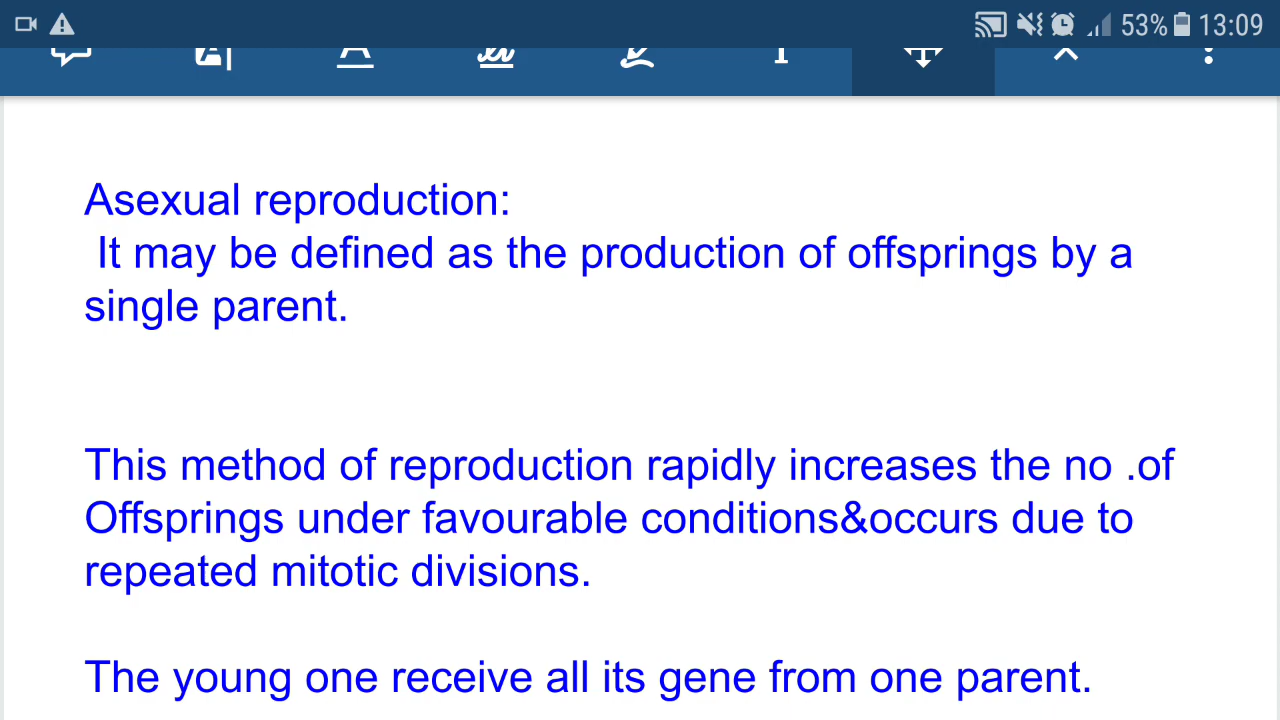 53% 13:09
Asexual reproduction:
It may be defined as the production of offsprings by a
single parent.
This method of reproduction rapidly increases the no .of
Offsprings under favourable conditions&occurs due to
repeated mitotic divisions.
The young one receive all its gene from one parent.